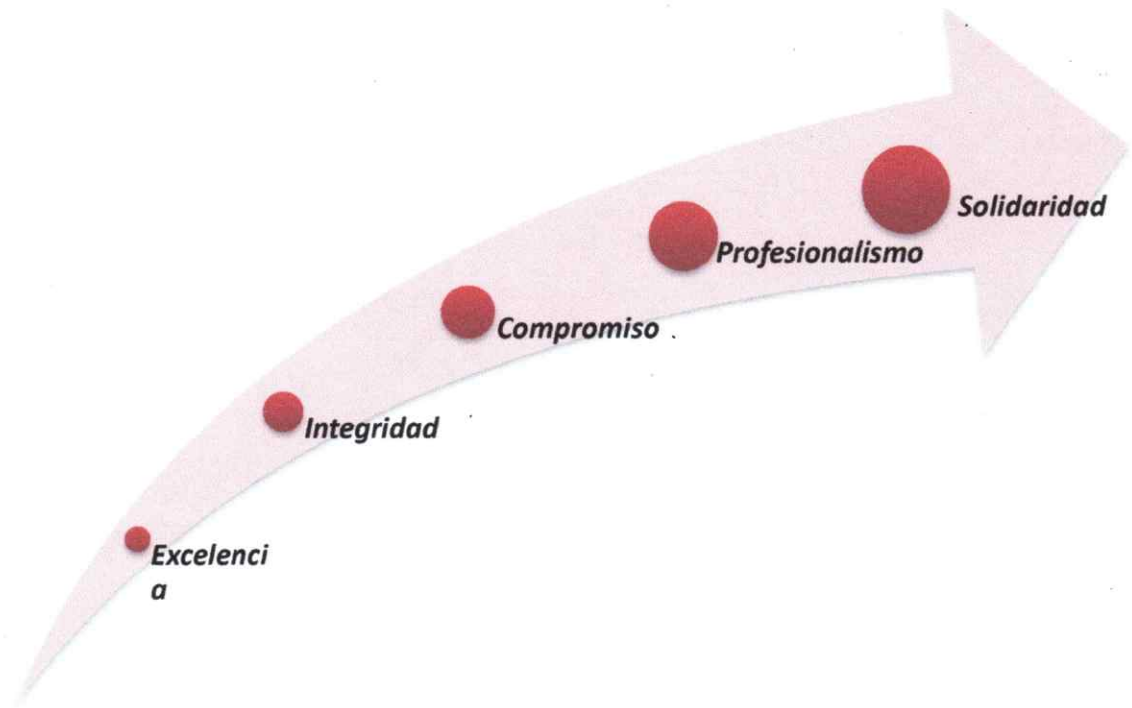 Solidaridad
Profesionalismo
Compromiso
Integridad
Excelenci
a